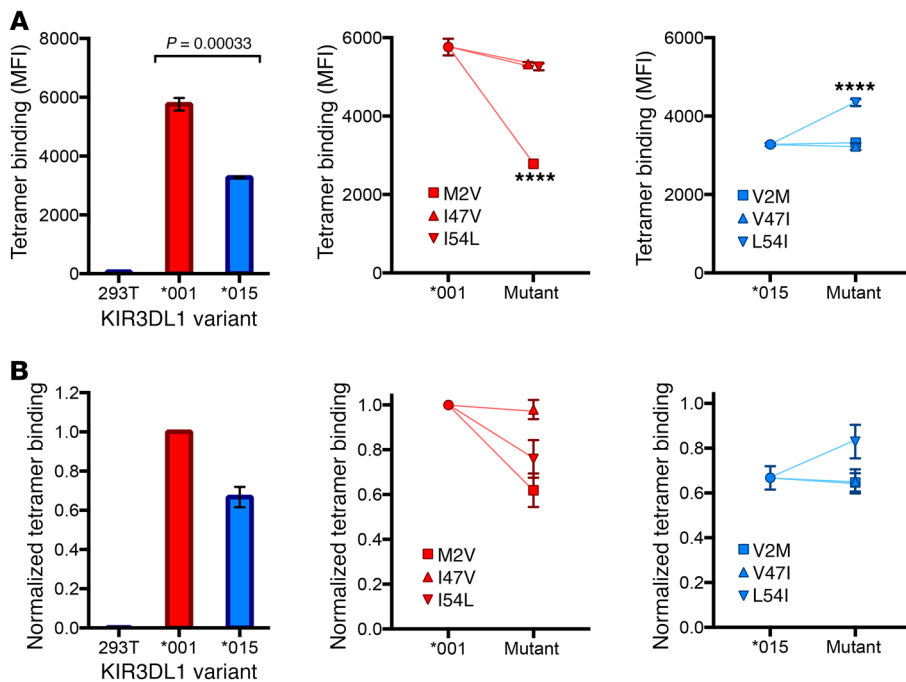 A
Tetramer binding (MFI)
8000
6000
4000
2000
0
P = 0.00033
293T
*001
*015
KIR3DL1 variant
Tetramer binding (MFI)
6000
4000
2000
0
****
M2V
I47V
I54L
*001
Mutant
Tetramer binding (MFI)
6000
4000
2000
0
****
V2M
V47I
L54I
*015
Mutant
B
Normalized tetramer binding
1.2
1.0
0.8
0.6
0.4
0.2
0.0
293T
*001
*015
KIR3DL1 variant
Normalized tetramer binding
1.0
0.8
0.6
0.4
0.2
0.0
M2V
I47V
I54L
*001
Mutant
Normalized tetramer binding
1.0
0.8
0.6
0.4
0.2
0.0
V2M
V47I
L54I
*015
Mutant